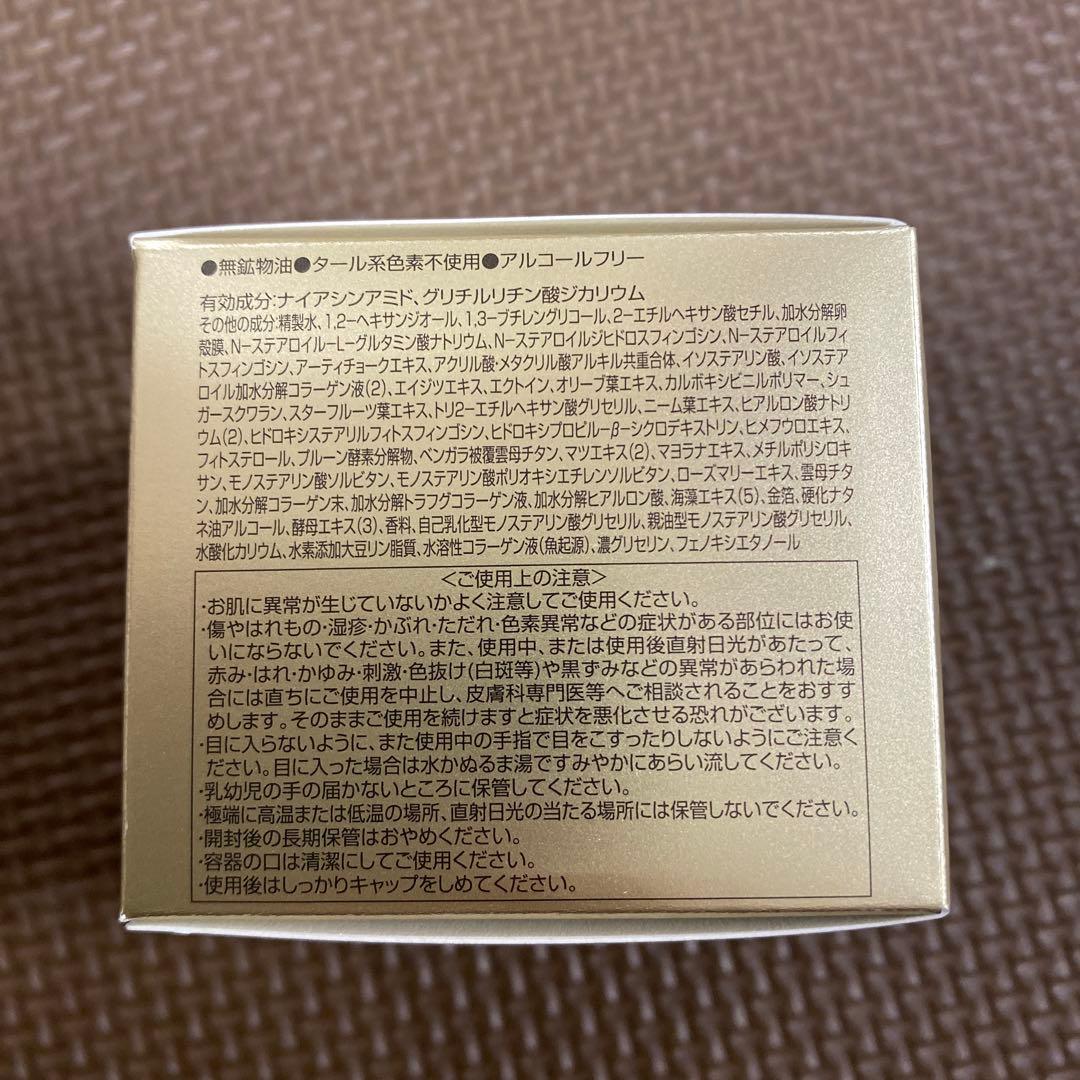 ●無鉱物油●タール系色素不使用●アルコールフリー
有効成分:ナイアシンアミド、グリチルリチン酸ジカリウム
その他の成分:精製水、1,2-ヘキサンジオール、1,3-ブチレングリコール、2-エチルヘキサン酸セチル、加水分解卵
殻膜、N-ステアロイル-L-グルタミン酸ナトリウム、N-ステアロイルジヒドロスフィンゴシン、N-ステアロイルフィ
トスフィンゴシン、アーティチョークエキス、アクリル酸・メタクリル酸アルキル共重合体、イソステアリン酸、イソステア
ロイル加水分解コラーゲン液(2)、エイジツエキス、エクトイン、オリーブ葉エキス、カルボキシビニルポリマー、シュ
ガースクワラン、スターフルーツ葉エキス、トリ2-エチルヘキサン酸グリセリル、ニーム葉エキス、ヒアルロン酸ナトリ
ウム(2)、ヒドロキシステアリルフィトスフィンゴシン、ヒドロキシプロピル-β-シクロデキストリン、ヒメフウロエキス、
フィトステロール、プルーン酵素分解物、ベンガラ被覆雲母チタン、マツエキス(2)、マヨラナエキス、メチルポリシロキ
サン、モノステアリン酸ソルビタン、モノステアリン酸ポリオキシエチレンソルビタン、ローズマリーエキス、雲母チタ
ン、加水分解コラーゲン末、加水分解トラフグコラーゲン液、加水分解ヒアルロン酸、海藻エキス(5)、金箔、硬化ナタ
ネ油アルコール、酵母エキス(3)、香料、自己乳化型モノステアリン酸グリセリル、親油型モノステアリン酸グリセリル、
水酸化カリウム、水素添加大豆リン脂質、水溶性コラーゲン液(魚起源)、濃グリセリン、フェノキシエタノール
<ご使用上の注意>
・お肌に異常が生じていないかよく注意してご使用ください。
・傷やはれもの・湿疹・かぶれ・ただれ・色素異常などの症状がある部位にはお使
いにならないでください。また、使用中、または使用後直射日光があたって、
赤み・はれ・かゆみ・刺激・色抜け(白斑等)や黒ずみなどの異常があらわれた場
合には直ちにご使用を中止し、皮膚科専門医等へご相談されることをおすす
めします。そのままご使用を続けますと症状を悪化させる恐れがございます。
・目に入らないように、また使用中の手指で目をこすったりしないようにご注意く
ださい。目に入った場合は水かぬるま湯ですみやかにあらい流してください。
・乳幼児の手の届かないところに保管してください。
・極端に高温または低温の場所、直射日光の当たる場所には保管しないでください。
・開封後の長期保管はおやめください。
・容器の口は清潔にしてご使用ください。
・使用後はしっかりキャップをしめてください。